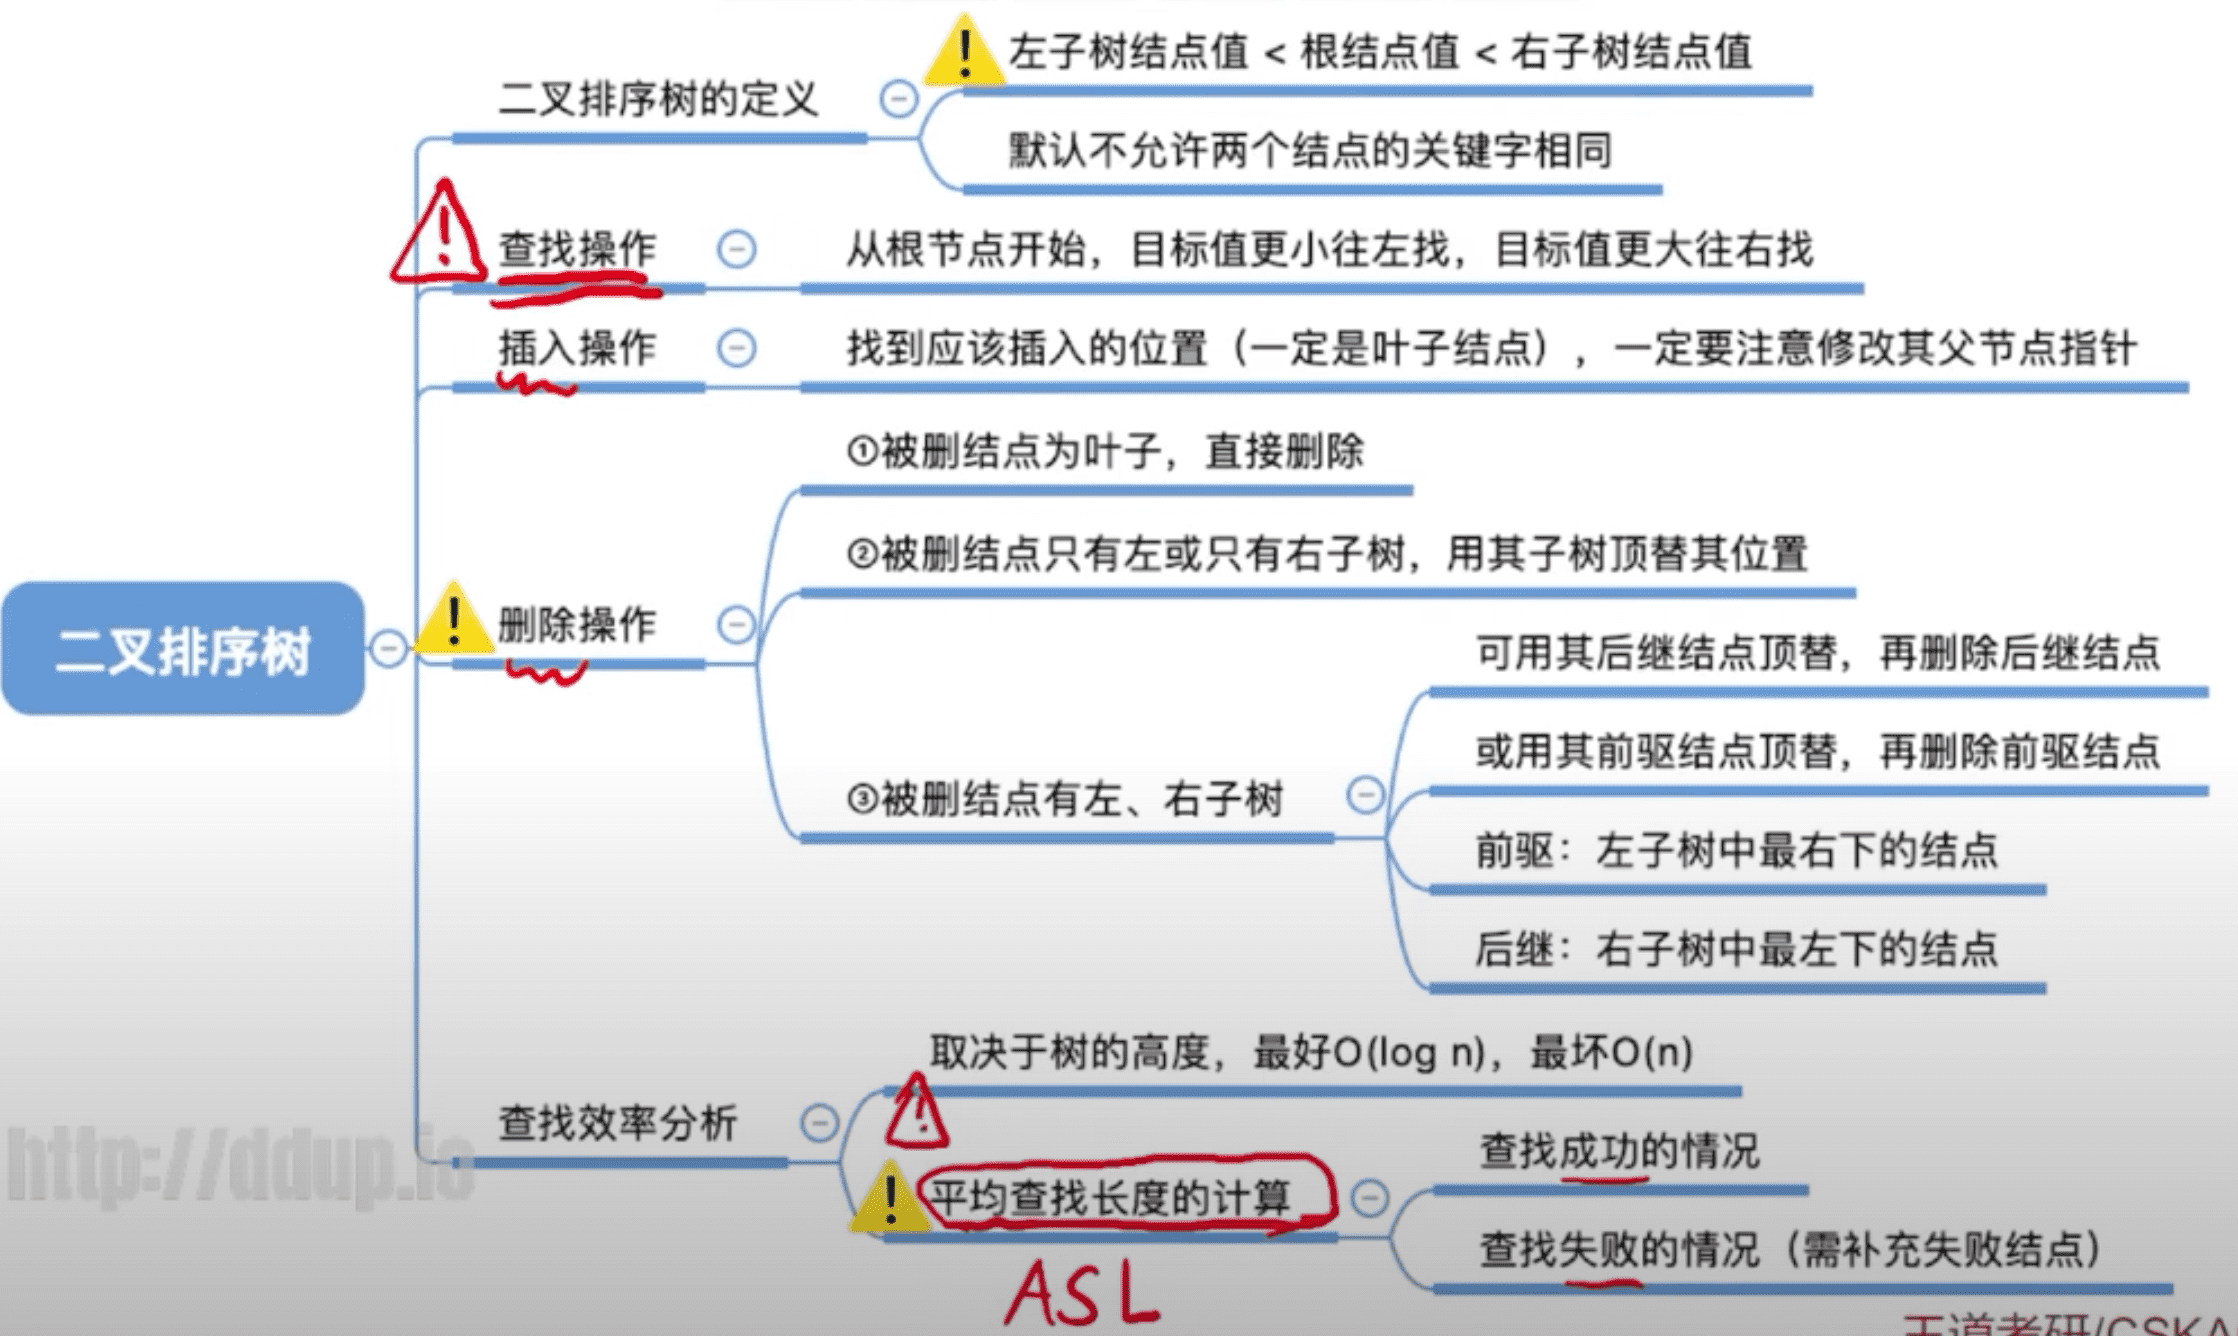 左子树结点值 < 根结点值 < 右子树结点值
二叉排序树的定义
默认不允许两个结点的关键字相同
查找操作
从根节点开始，目标值更小往左找，目标值更大往右找
插入操作
找到应该插入的位置（一定是叶子结点），一定要注意修改其父节点指针
①被删结点为叶子，直接删除
②被删结点只有左或只有右子树，用其子树顶替其位置
二叉排序树
删除操作
可用其后继结点顶替，再删除后继结点
或用其前驱结点顶替，再删除前驱结点
③被删结点有左、右子树
前驱：左子树中最右下的结点
后继：右子树中最左下的结点
取决于树的高度，最好O(log n)，最坏O(n)
查找效率分析
http://ddup.io
查找成功的情况
平均查找长度的计算
查找失败的情况（需补充失败结点）
ASL
王道考研/CSKA